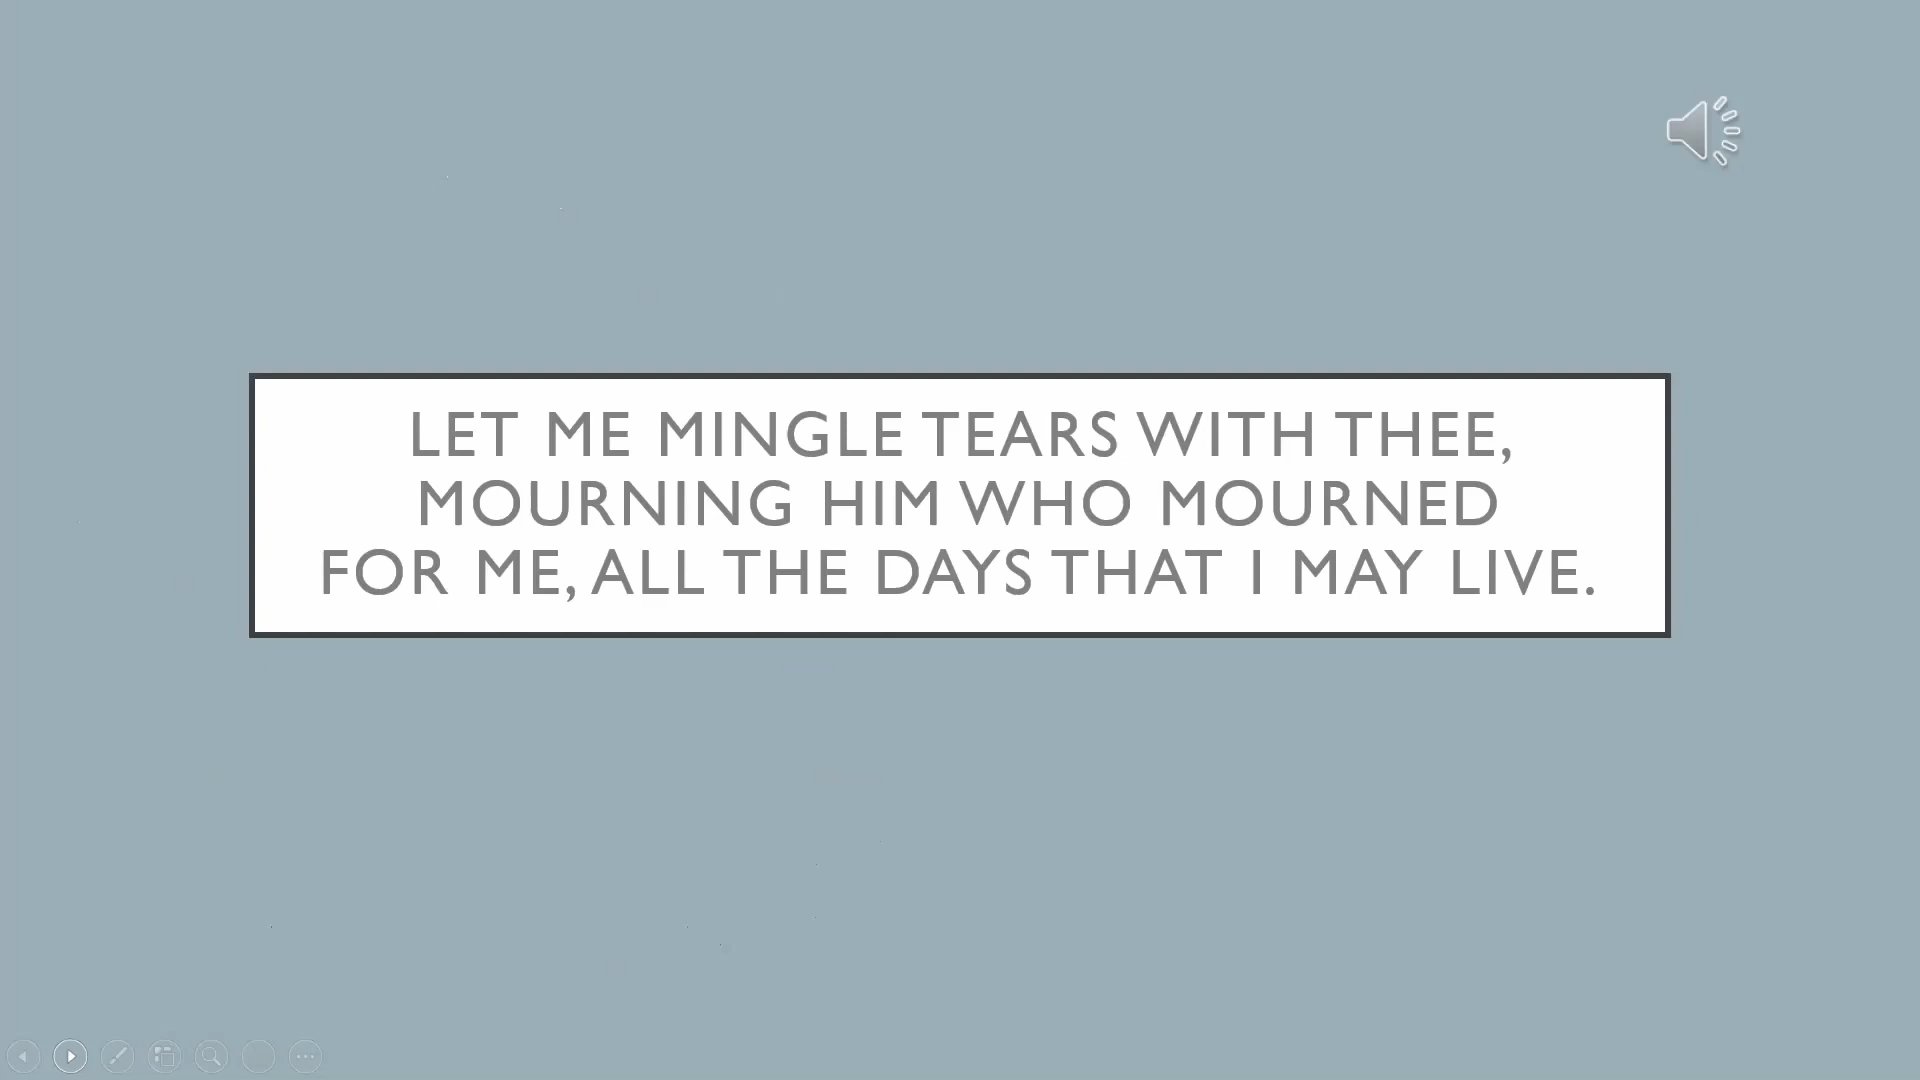 LET ME MINGLE TEARS WITH THEE,
MOURNING HIM WHO MOURNED
FOR ME, ALL THE DAYS THAT I MAY LIVE.